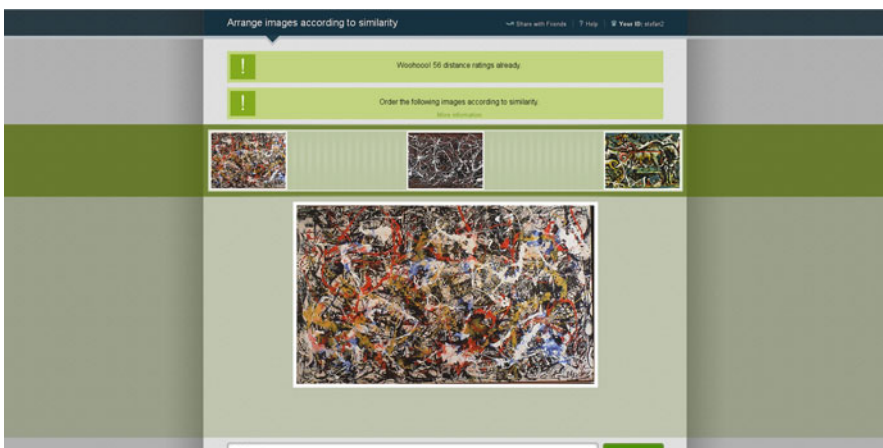 Arrange images according to similarity
Share with Friends | ? Help | Your ID: stefan2
! Woohooo! 56 distance ratings already.
! Order the following images according to similarity.
More information